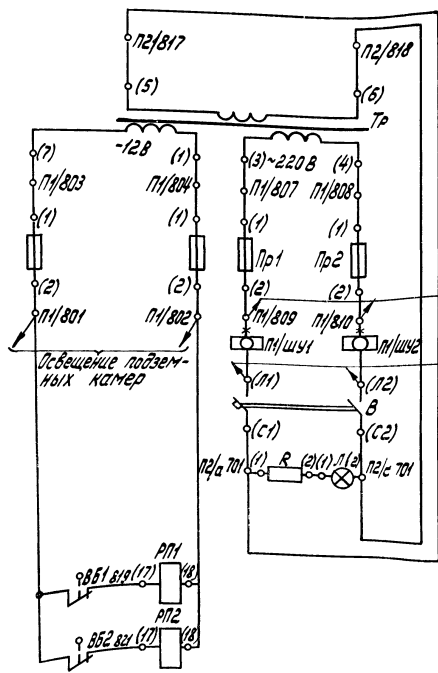 П2/817
П2/818
(5)
(6)
Тр
~12В
(7)
(1)
(3)
~220В
(4)
П1/803
П1/804
П1/807
П1/808
(1)
(1)
(1)
(1)
Пр1
Пр2
(2)
(2)
(2)
(2)
П1/801
П1/802
П1/809
П1/810
П1/ШУ1
П1/ШУ2
Освещение подзем-
ных камер
(Л1)
(Л2)
В
(С1)
(С2)
П2/а 701
(1)
R
(2)
(1)
Л
(2)
П2/с 701
РП1
ВБ1 819
(17)
(18)
РП2
ВБ2 821
(17)
(18)